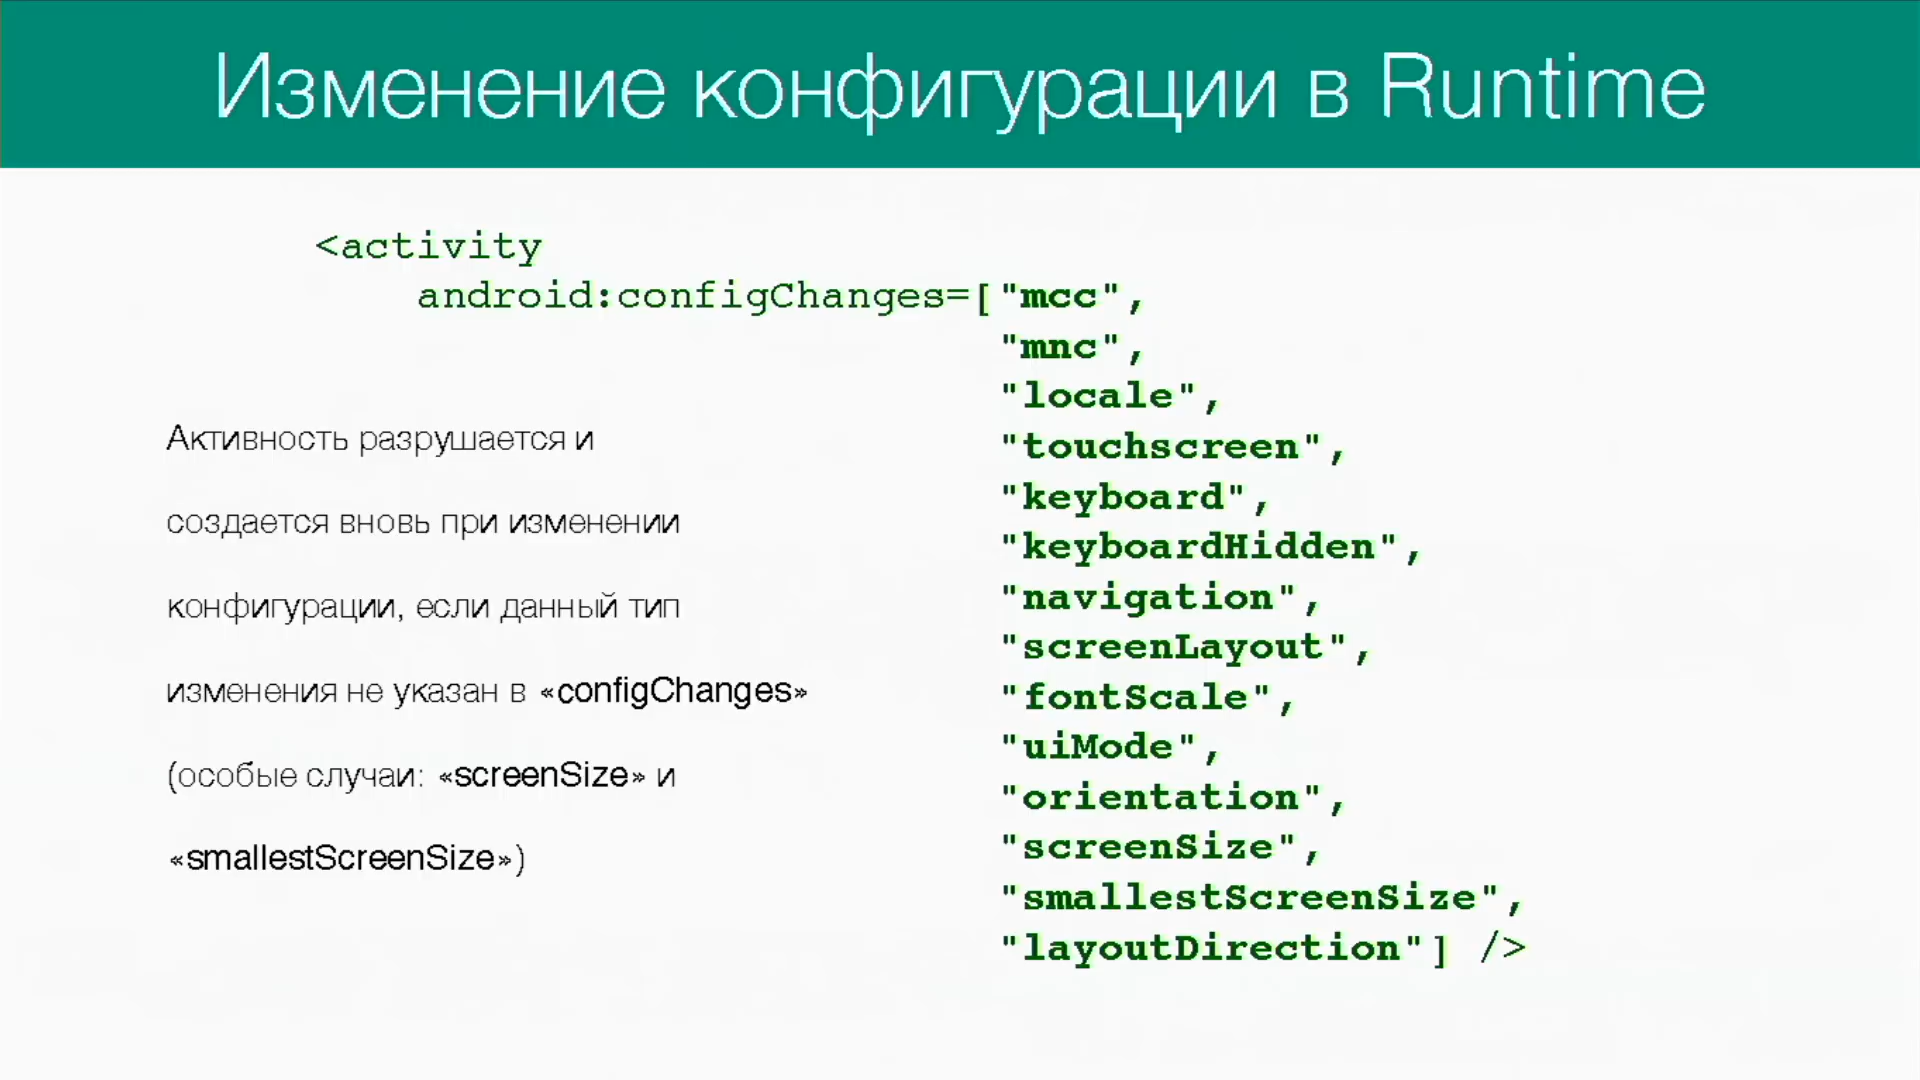 Изменение конфигурации в Runtime
<activity
android:configChanges=["mcc",
"mnc",
"locale",
"touchscreen",
"keyboard",
"keyboardHidden",
"navigation",
"screenLayout",
"fontScale",
"uiMode",
"orientation",
"screenSize",
"smallestScreenSize",
"layoutDirection"] />
Активность разрушается и
создается вновь при изменении
конфигурации, если данный тип
изменения не указан в «configChanges»
(особые случаи: «screenSize» и
«smallestScreenSize»)